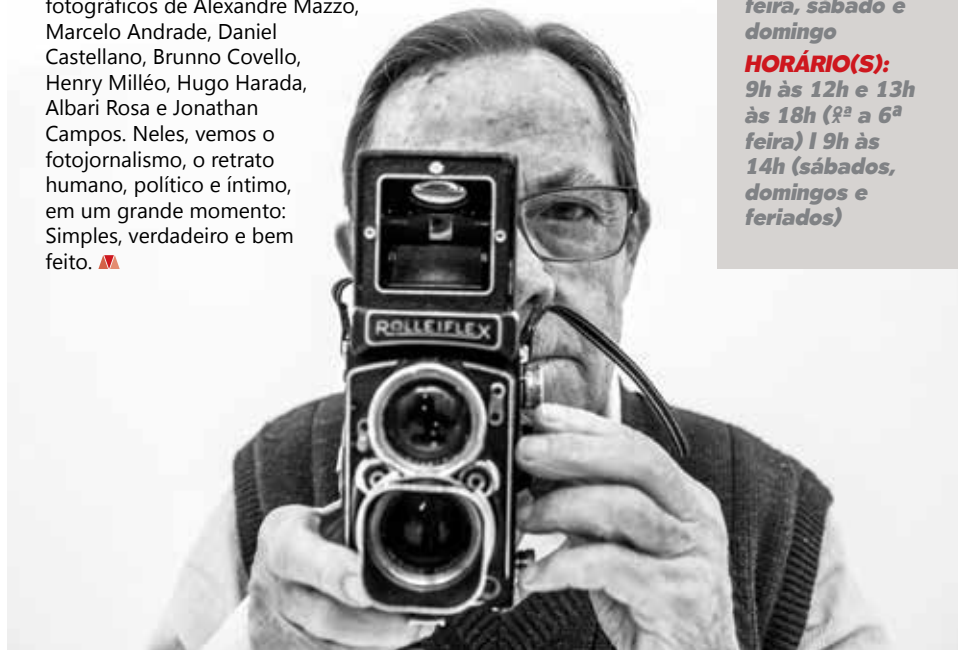 fotográficos de Alexandre Mazzo,
Marcelo Andrade, Daniel
Castellano, Brunno Covello,
Henry Milléo, Hugo Harada,
Albari Rosa e Jonathan
Campos. Neles, vemos o
fotojornalismo, o retrato
humano, político e íntimo,
em um grande momento:
Simples, verdadeiro e bem
feito.
feira, sábado e
domingo
HORÁRIO(S):
9h às 12h e 13h
às 18h (ª a 6ª
feira) l 9h às
14h (sábados,
domingos e
feriados)
ROLLEIFLEX